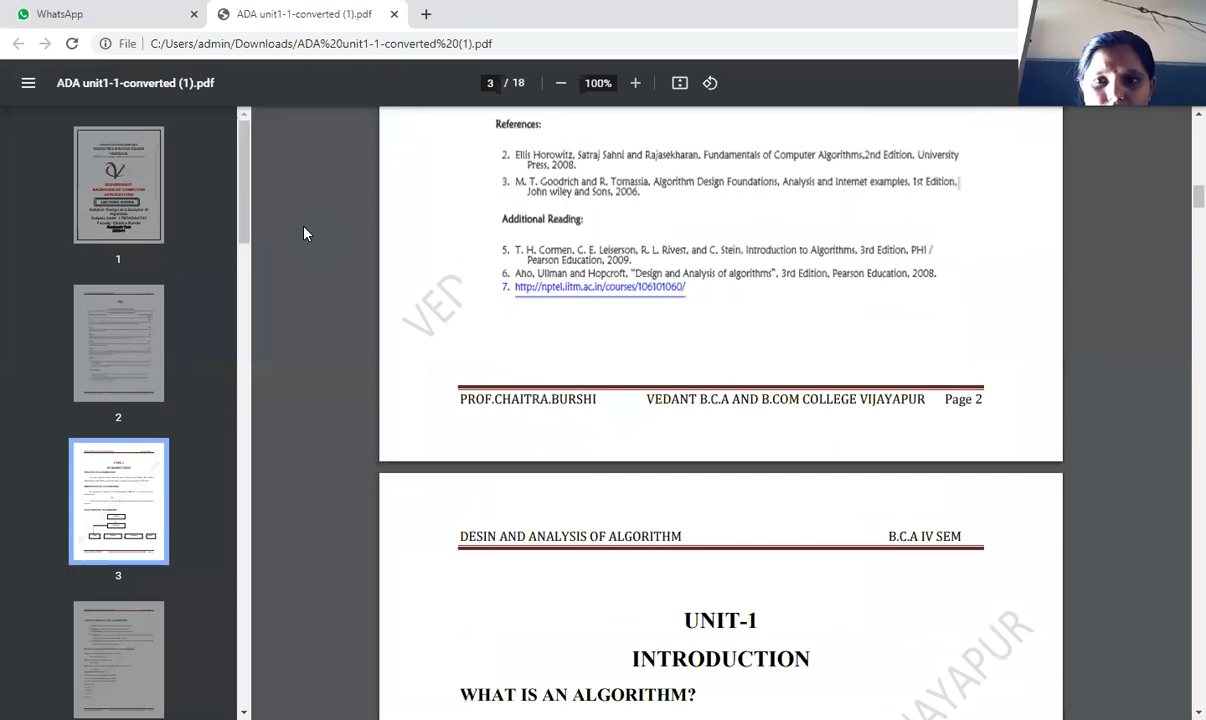 WhatsApp
ADA unit1-1-converted (1).pdf
File
C:/Users/admin/Downloads/ADA%20unit1-1-converted%20(1).pdf
ADA unit1-1-converted (1).pdf
3 / 18
100%
References:
2. Ellis Horowitz, Satraj Sahni and Rajasekharan. Fundamentals of Computer Algorithms,2nd Edition, University
Press, 2008.
3. M. T. Goodrich and R. Tomassia, Algorithm Design Foundations, Analysis and Internet examples, 1st Edition,
John wiley and Sons, 2006.
Additional Reading:
5. T. H. Cormen, C. E. Leiserson, R. L. Rivest, and C. Stein, Introduction to Algorithms, 3rd Edition, PHI /
Pearson Education, 2009.
6. Aho, Ullman and Hopcroft, "Design and Analysis of algorithms", 3rd Edition, Pearson Education, 2008.
7. http://nptel.iitm.ac.in/courses/106101060/
VED
PROF.CHAITRA.BURSHI VEDANT B.C.A AND B.COM COLLEGE VIJAYAPUR Page 2
DESIN AND ANALYSIS OF ALGORITHM B.C.A IV SEM
UNIT-1
INTRODUCTION
WHAT IS AN ALGORITHM?
JAYAPUR
1
2
3